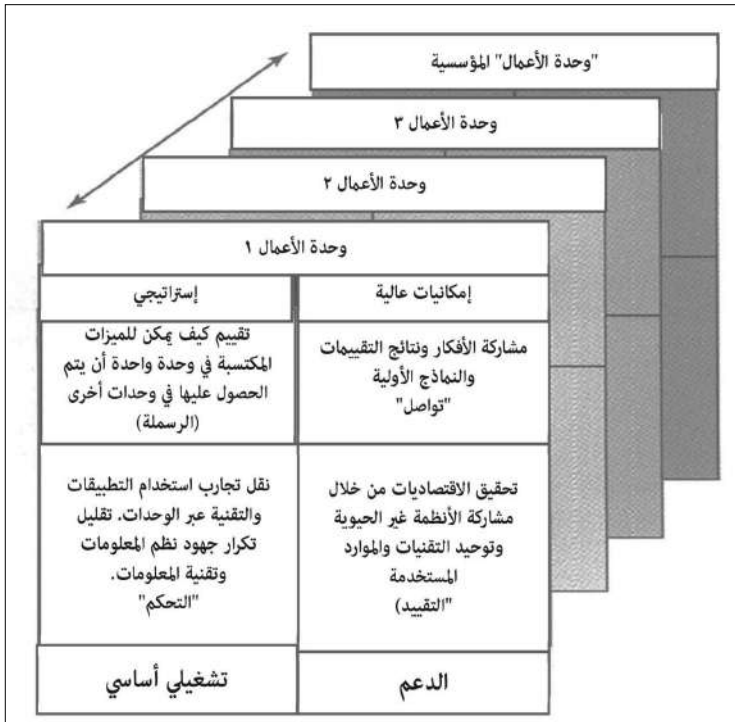 "وحدة الأعمال" المؤسسية
وحدة الأعمال ٣
وحدة الأعمال ٢
وحدة الأعمال ١
إمكانيات عالية
مشاركة الأفكار ونتائج التقييمات
والنماذج الأولية
"تواصل"
إستراتيجي
تقييم كيف يمكن للميزات
المكتسبة في وحدة واحدة أن يتم
الحصول عليها في وحدات أخرى
(الرسملة)
تحقيق الاقتصاديات من خلال
مشاركة الأنظمة غير الحيوية
وتوحيد التقنيات والموارد
المستخدمة
"التقييد)
نقل تجارب استخدام التطبيقات
والتقنية عبر الوحدات. تقليل
تكرار جهود نظم المعلومات
وتقنية المعلومات.
"التحكم"
الدعم
تشغيلي أساسي